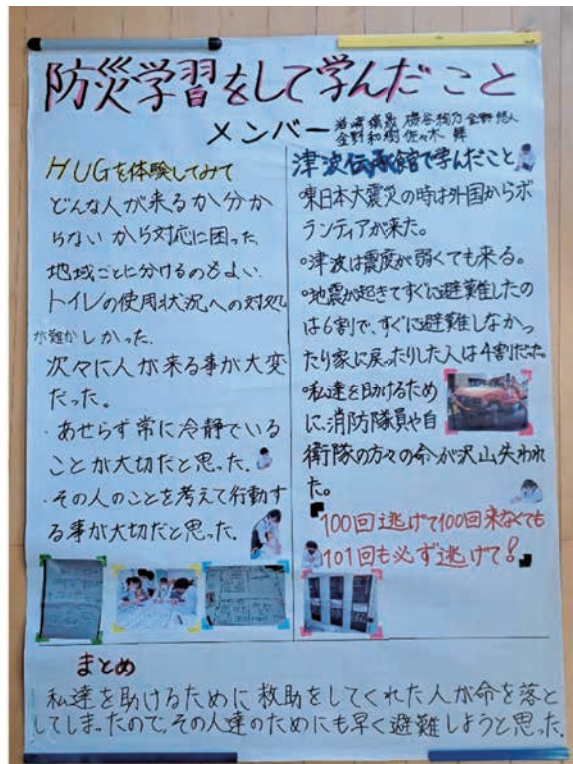 防災学習をして学んだこと
メンバー
金野和樹 佐々木
HUGを体験してみて
どんな人が来るか分か
らないから対応に困った.
地域ごとに分けるのもよい.
トイレの使用状況への対処
が難かしかった.
次々に人が来る事が大変
だった。
・あせらず常に冷静でいる
ことが大切だと思った.
・その人のことを考えて行動す
る事が大切だと思った.
津波伝承館で学んだこと
・東日本大震災の時は外国からボ
ランティアが来た。
・津波は震度が弱くても来る。
・地震が起きてすぐに避難したの
は6割で、すぐに避難しなかっ
たり家に戻ったりした人は4割だった
・私達を助けるため
に、消防隊員や自
衛隊の方々の命が沢山失われ
た。
100回逃げて100回来なくても
101回も必ず逃げて!
まとめ
私達を助けるために救助をしてくれた人が命を落と
してしまったので、その人達のためにも早く避難しようと思った.